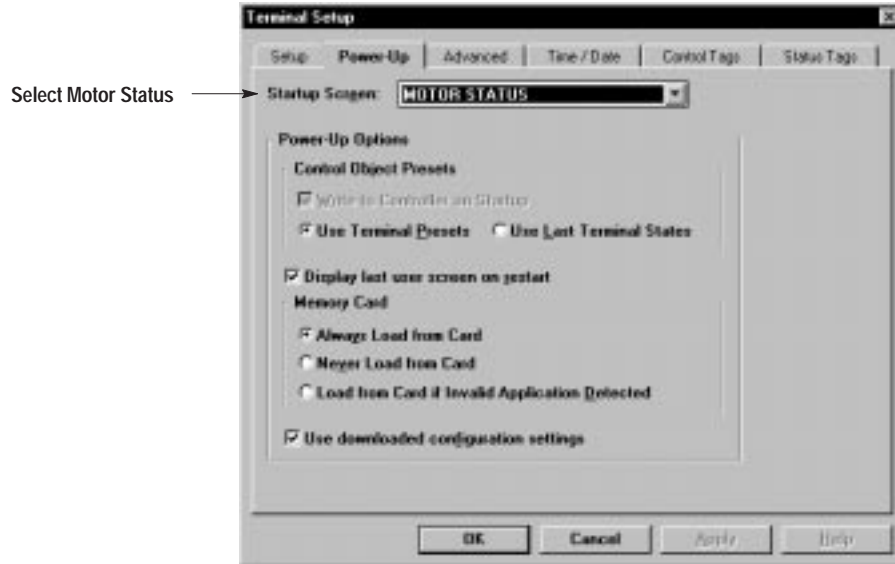 Terminal Setup
Setup Power-Up Advanced Time / Date Control Tags Status Tags
Select Motor Status
Startup Screen: MOTOR STATUS
Power-Up Options
Control Object Presets
Write to Controller on Startup
Use Terminal Presets Use Last Terminal States
Display last user screen on restart
Memory Card
Always Load from Card
Never Load from Card
Load from Card if Invalid Application Detected
Use downloaded configuration settings
OK Cancel Apply Help